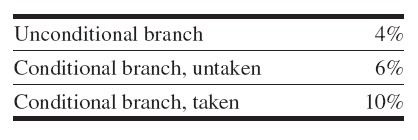 Unconditional branch 4%
Conditional branch, untaken 6%
Conditional branch, taken 10%